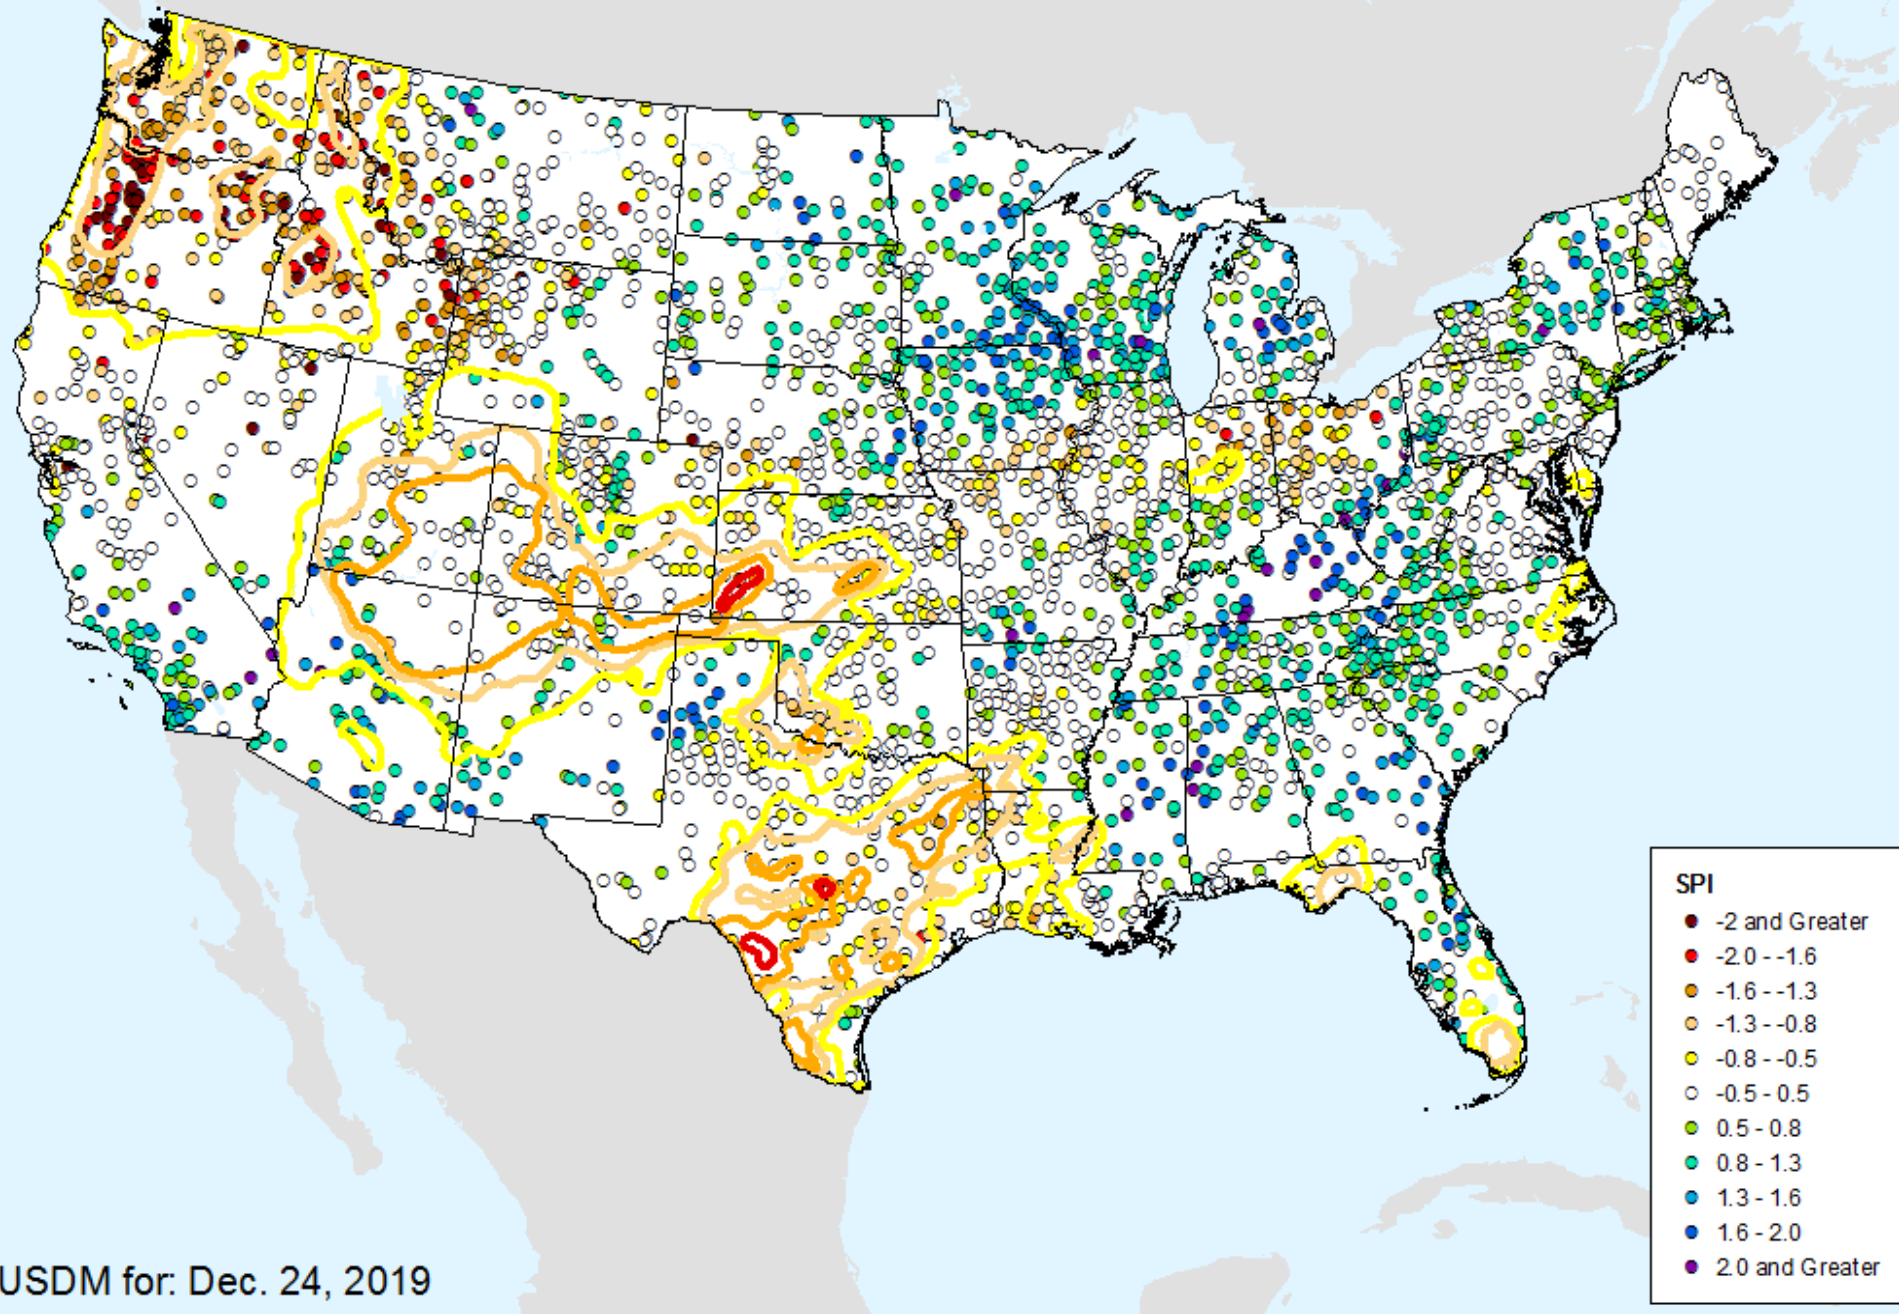 SPI
-2 and Greater
-2.0 - -1.6
-1.6 - -1.3
-1.3 - -0.8
-0.8 - -0.5
-0.5 - 0.5
0.5 - 0.8
0.8 - 1.3
1.3 - 1.6
1.6 - 2.0
2.0 and Greater
USDM for: Dec. 24, 2019